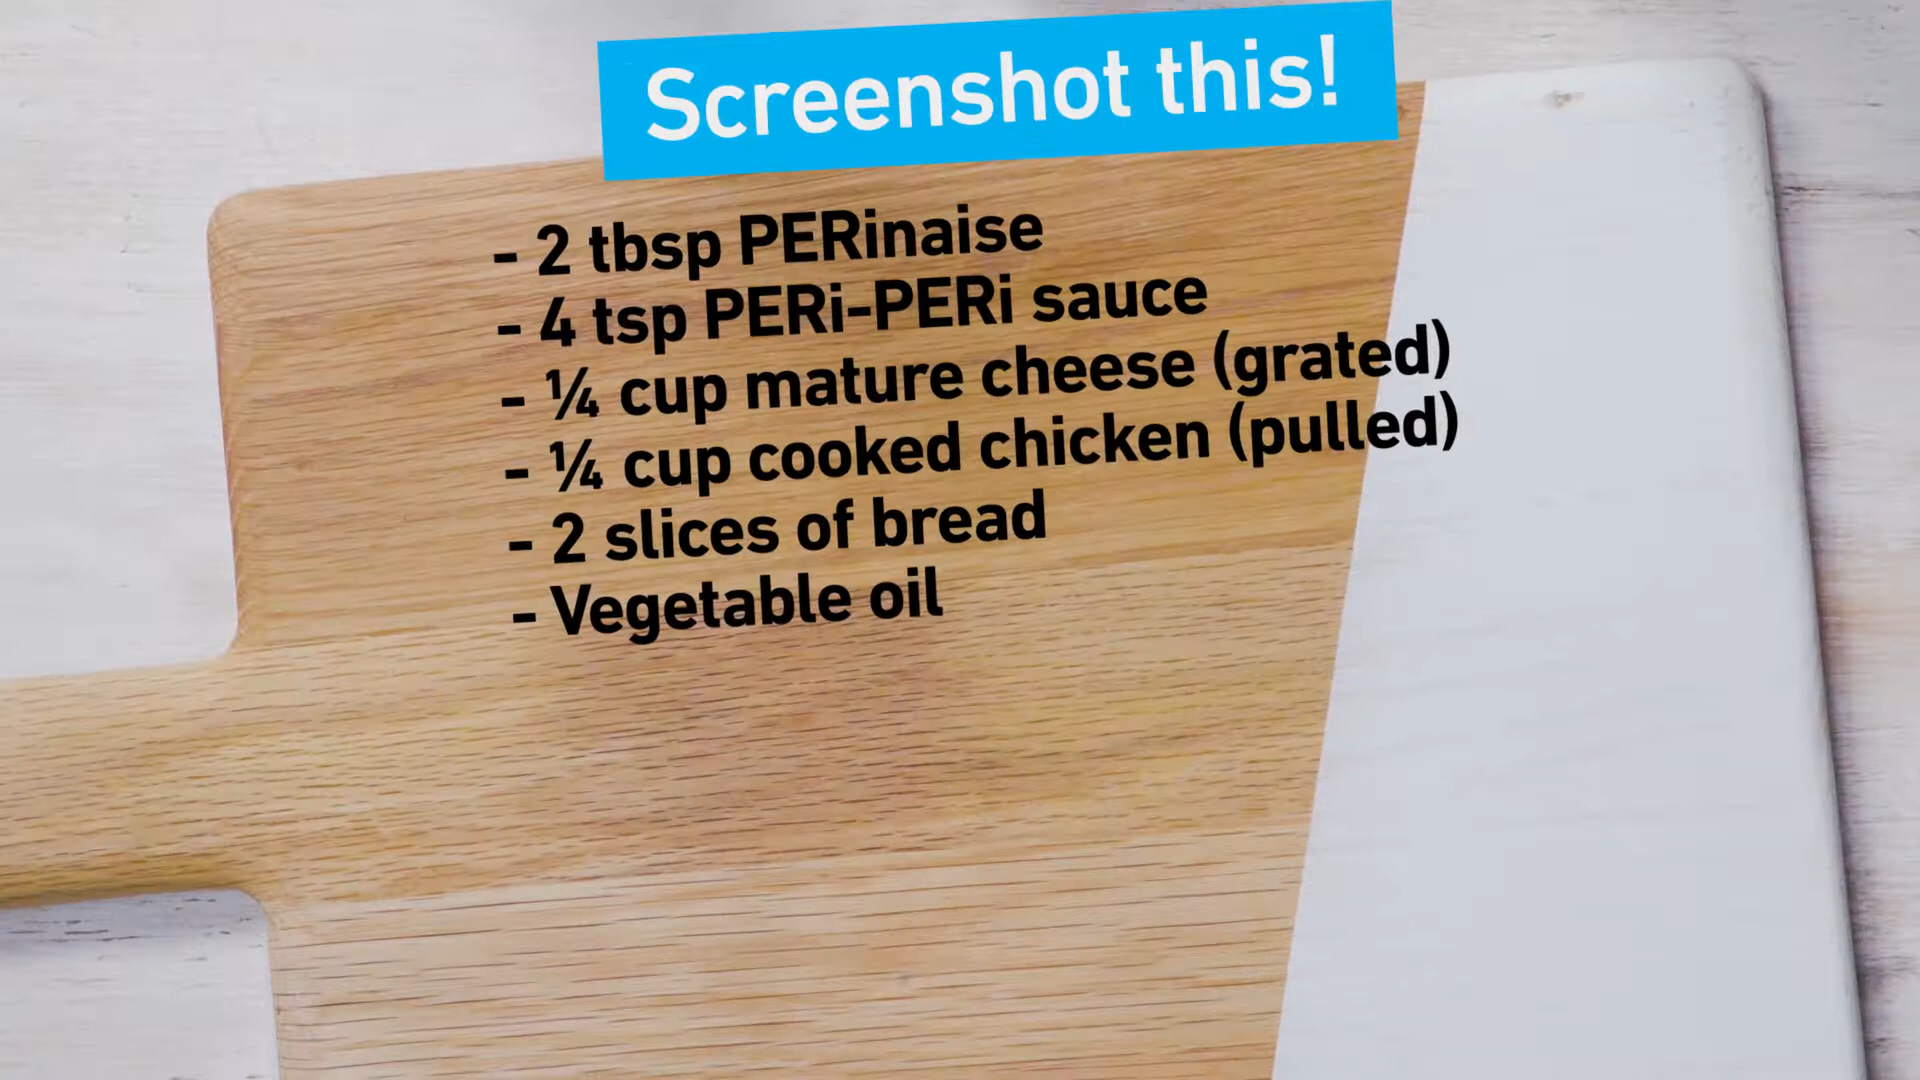 Screenshot this!
- 2 tbsp PERinaise
- 4 tsp PERi-PERi sauce
- ¼ cup mature cheese (grated)
- ¼ cup cooked chicken (pulled)
- 2 slices of bread
- Vegetable oil